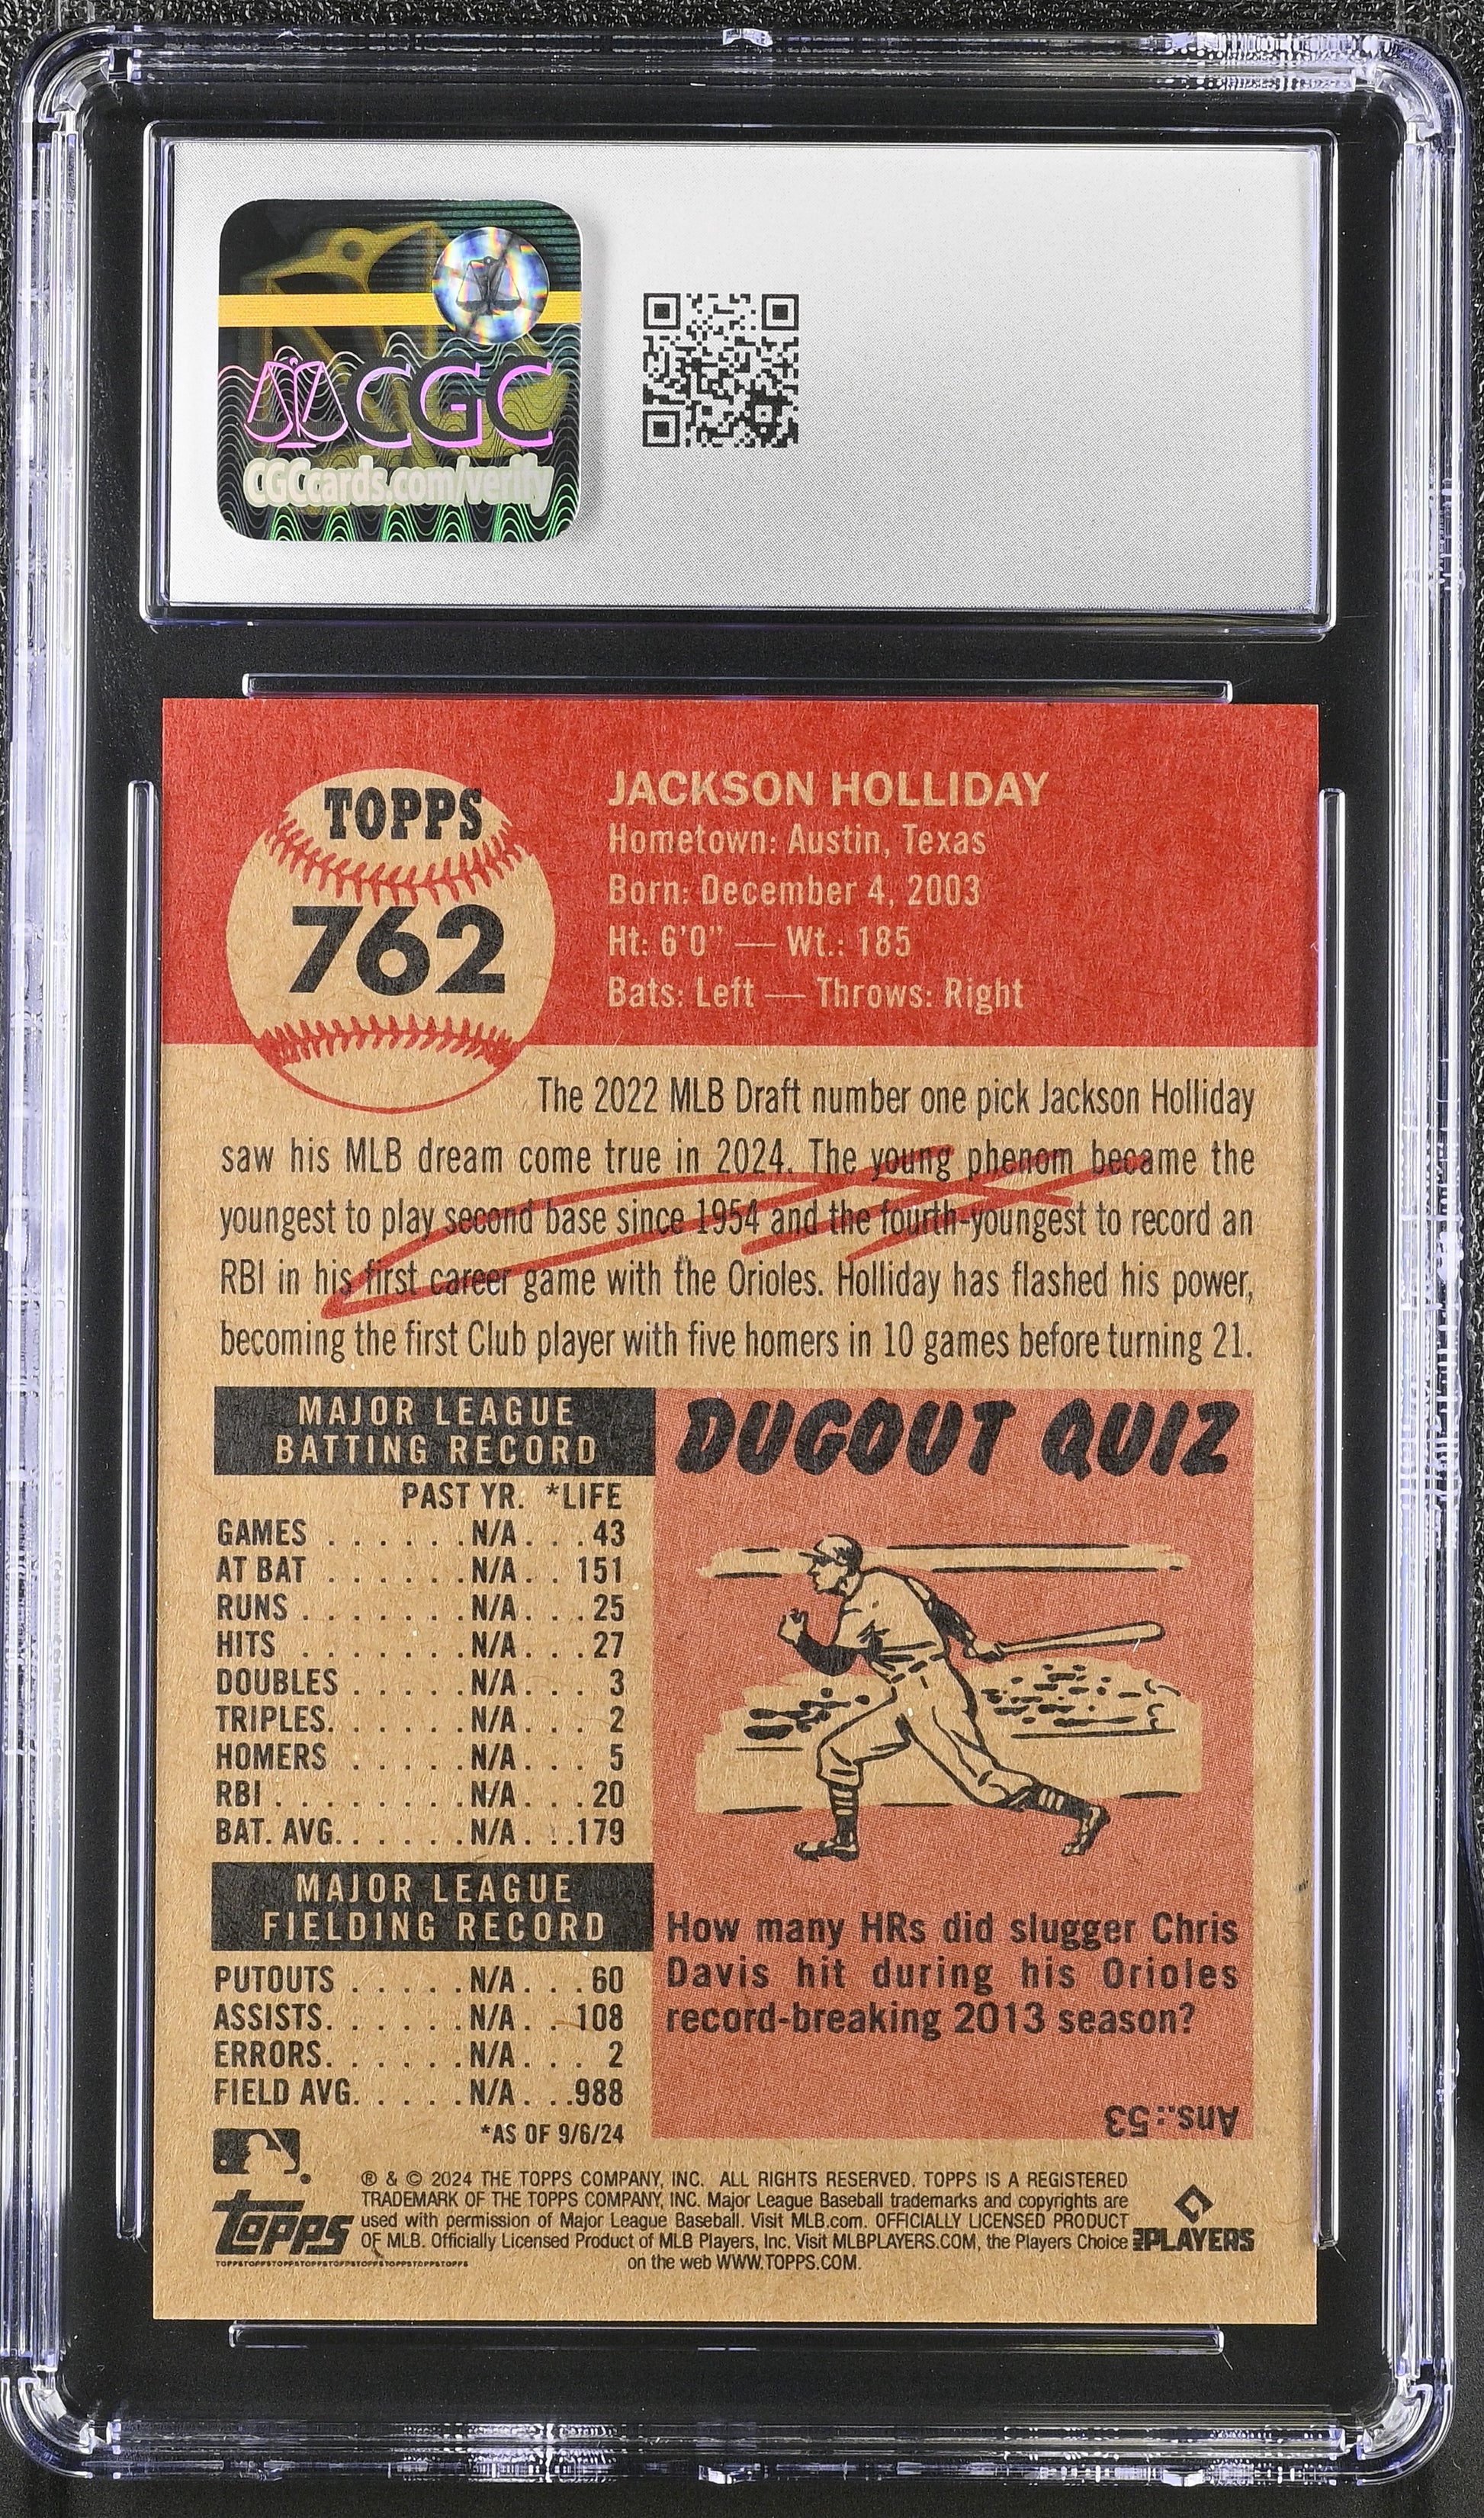 CGC
CGCcards.com/verify
TOPPS
762
JACKSON HOLLIDAY
Hometown: Austin, Texas
Born: December 4, 2003
Ht: 6'0" — Wt.: 185
Bats: Left — Throws: Right
The 2022 MLB Draft number one pick Jackson Holliday
saw his MLB dream come true in 2024. The young phenom became the
youngest to play second base since 1954 and the fourth-youngest to record an
RBI in his first career game with the Orioles. Holliday has flashed his power,
becoming the first Club player with five homers in 10 games before turning 21.
MAJOR LEAGUE
BATTING RECORD
PAST YR. *LIFE
GAMES . . . . . . . N/A. . . .43
AT BAT . . . . . . .N/A. . . 151
RUNS . . . . . . . .N/A. . . .25
HITS . . . . . . . .N/A. . . .27
DOUBLES . . . . . .N/A. . . . 3
TRIPLES. . . . . . .N/A. . . . 2
HOMERS . . . . . .N/A. . . . 5
RBI . . . . . . . . .N/A. . . .20
BAT. AVG. . . . . . .N/A. . . .179
MAJOR LEAGUE
FIELDING RECORD
PUTOUTS . . . . . .N/A. . . .60
ASSISTS. . . . . . .N/A. . . 108
ERRORS. . . . . . .N/A. . . . 2
FIELD AVG. . . . . .N/A. . . .988
*AS OF 9/6/24
DUGOUT QUIZ
How many HRs did slugger Chris
Davis hit during his Orioles
record-breaking 2013 season?
Ans.: 53
® & © 2024 THE TOPPS COMPANY, INC. ALL RIGHTS RESERVED. TOPPS IS A REGISTERED
TRADEMARK OF THE TOPPS COMPANY, INC. Major League Baseball trademarks and copyrights are
used with permission of Major League Baseball. Visit MLB.com. OFFICIALLY LICENSED PRODUCT
OF MLB. Officially Licensed Product of MLB Players, Inc. Visit MLBPLAYERS.COM, the Players Choice
on the web WWW.TOPPS.COM.
topps
TOPPSTOPPSTOPPSTOPPSTOPPSTOPPSTOPPSTOPPS
MLB PLAYERS